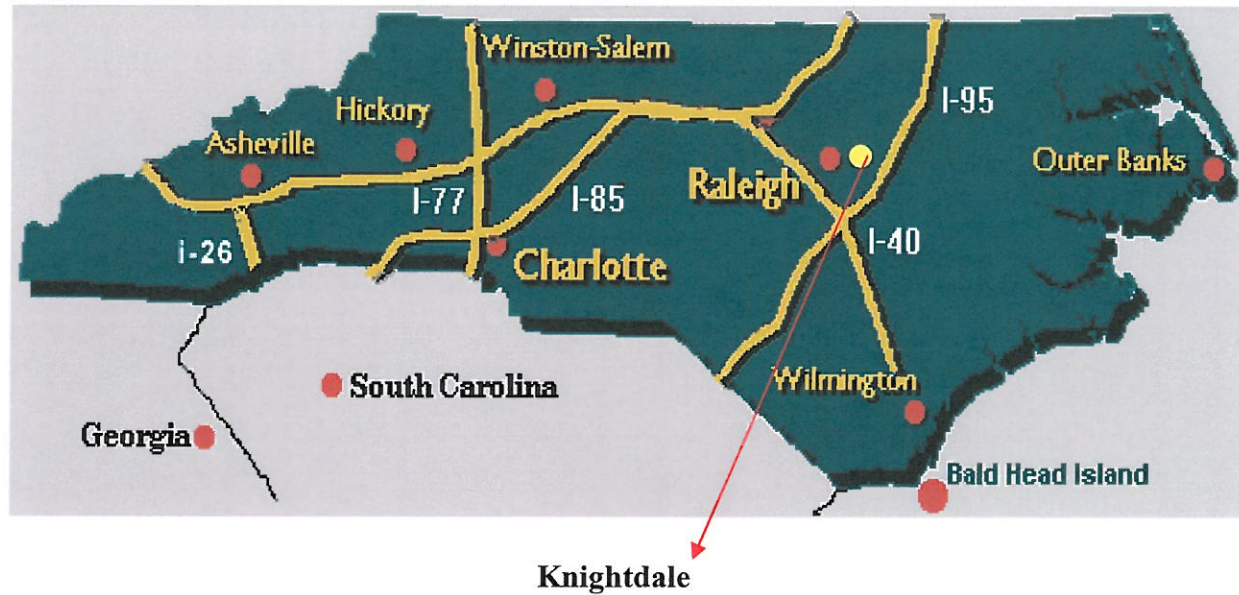 Winston-Salem
I-95
Hickory
Asheville
Outer Banks
Raleigh
I-77
I-85
I-40
i-26
Charlotte
Wilmington
South Carolina
Georgia
Bald Head Island
Knightdale